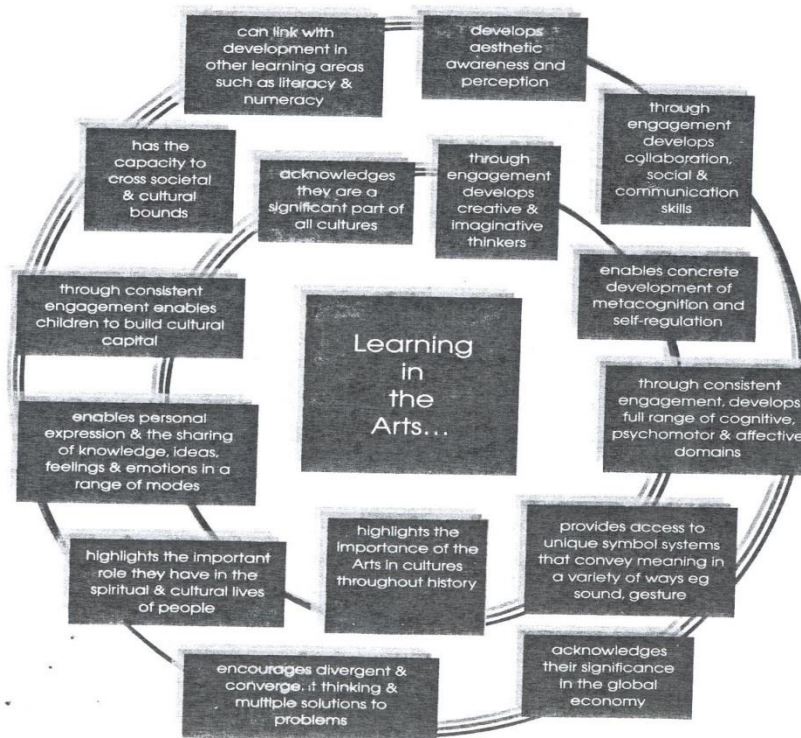 can link with
development in
other learning areas
such as literacy &
numeracy
develops
aesthetic
awareness and
perception
through
engagement
develops
collaboration,
social &
communication
skills
has the
capacity to
cross societal
& cultural
bounds
acknowledges
they are a
significant part of
all cultures
through
engagement
develops
creative &
imaginative
thinkers
enables concrete
development of
metacognition and
self-regulation
through consistent
engagement enables
children to build cultural
capital
Learning
in
the
Arts...
through consistent
engagement, develops
full range of cognitive,
psychomotor & affective
domains
enables personal
expression & the sharing
of knowledge, ideas,
feelings & emotions in a
range of modes
highlights the
importance of the
Arts in cultures
throughout history
provides access to
unique symbol systems
that convey meaning in
a variety of ways eg
sound, gesture
highlights the important
role they have in the
spiritual & cultural lives
of people
acknowledges
their significance
in the global
economy
encourages divergent &
convergent thinking &
multiple solutions to
problems